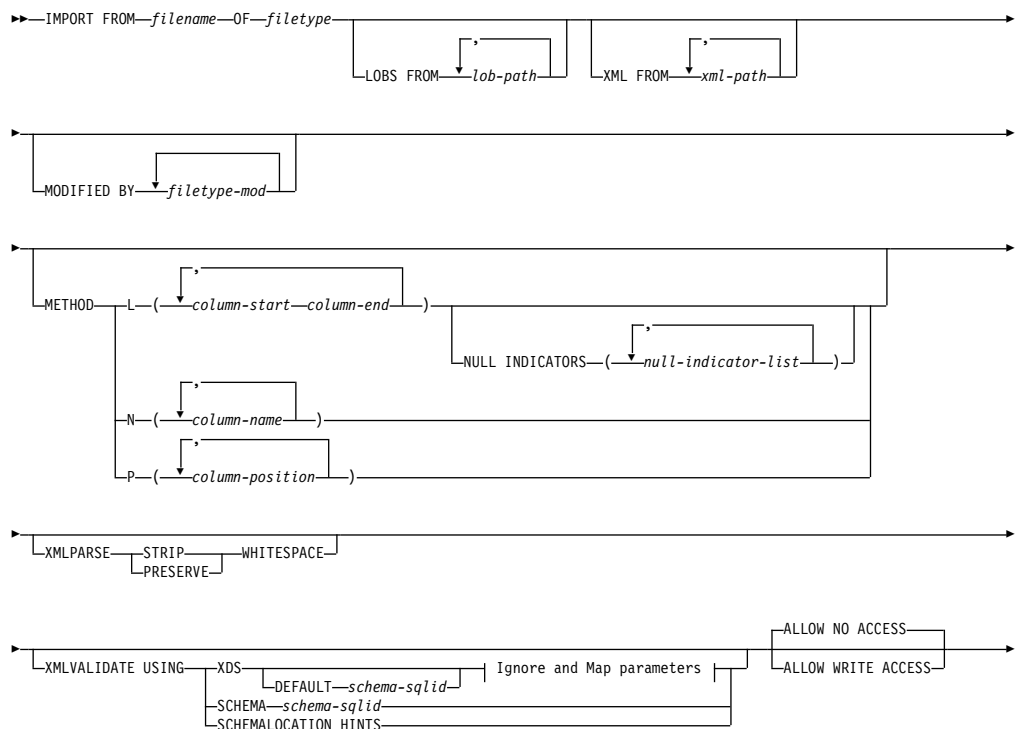 IMPORT FROM filename OF filetype
,
,
LOBS FROM lob-path
XML FROM xml-path
MODIFIED BY filetype-mod
,
METHOD L ( column-start column-end )
,
NULL INDICATORS ( null-indicator-list )
,
N ( column-name )
,
P ( column-position )
XMLPARSE STRIP WHITESPACE
PRESERVE
ALLOW NO ACCESS
XMLVALIDATE USING XDS Ignore and Map parameters ALLOW WRITE ACCESS
DEFAULT schema-sqlid
SCHEMA schema-sqlid
SCHEMALOCATION HINTS